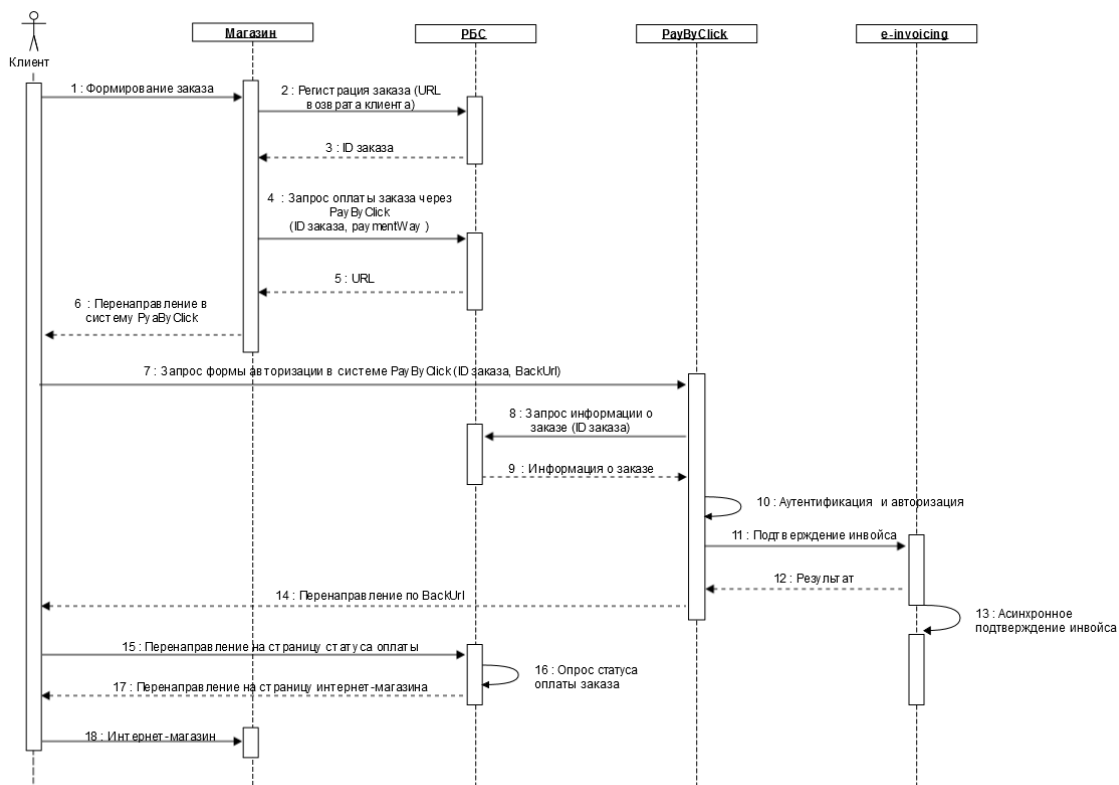 Клиент
Магазин
РБС
PayByClick
e-invoicing
1 : Формирование заказа
2 : Регистрация заказа (URL
возврата клиента)
3 : ID заказа
4 : Запрос оплаты заказа через
PayByClick
(ID заказа, paymentWay )
5 : URL
6 : Перенаправление в
систему PyaByClick
7 : Запрос формы авторизации в системе PayByClick (ID заказа, BackUrl)
8 : Запрос информации о
заказе (ID заказа)
9 : Информация о заказе
10 : Аутентификация и авторизация
11 : Подтверждение инвойса
12 : Результат
13 : Асинхронное
подтверждение инвойса
14 : Перенаправление по BackUrl
15 : Перенаправление на страницу статуса оплаты
16 : Опрос статуса
оплаты заказа
17 : Перенаправление на страницу интернет-магазина
18 : Интернет-магазин